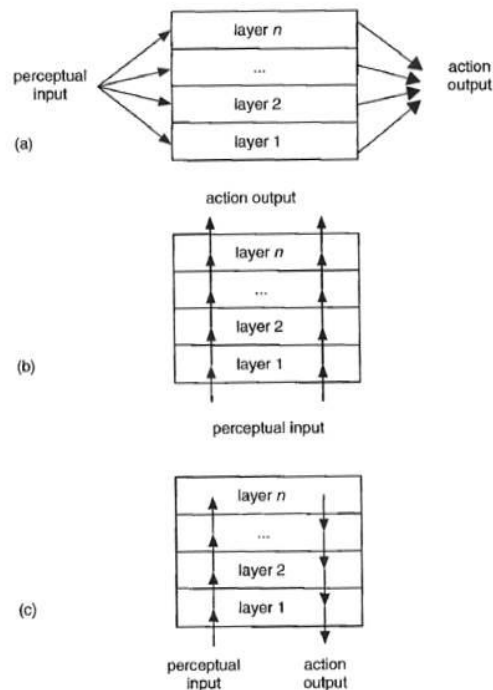 layer n
perceptual
input
...
action
output
layer 2
(a)
layer 1
action output
layer n
...
layer 2
(b)
layer 1
perceptual input
layer n
...
layer 2
(c)
layer 1
perceptual
input
action
output